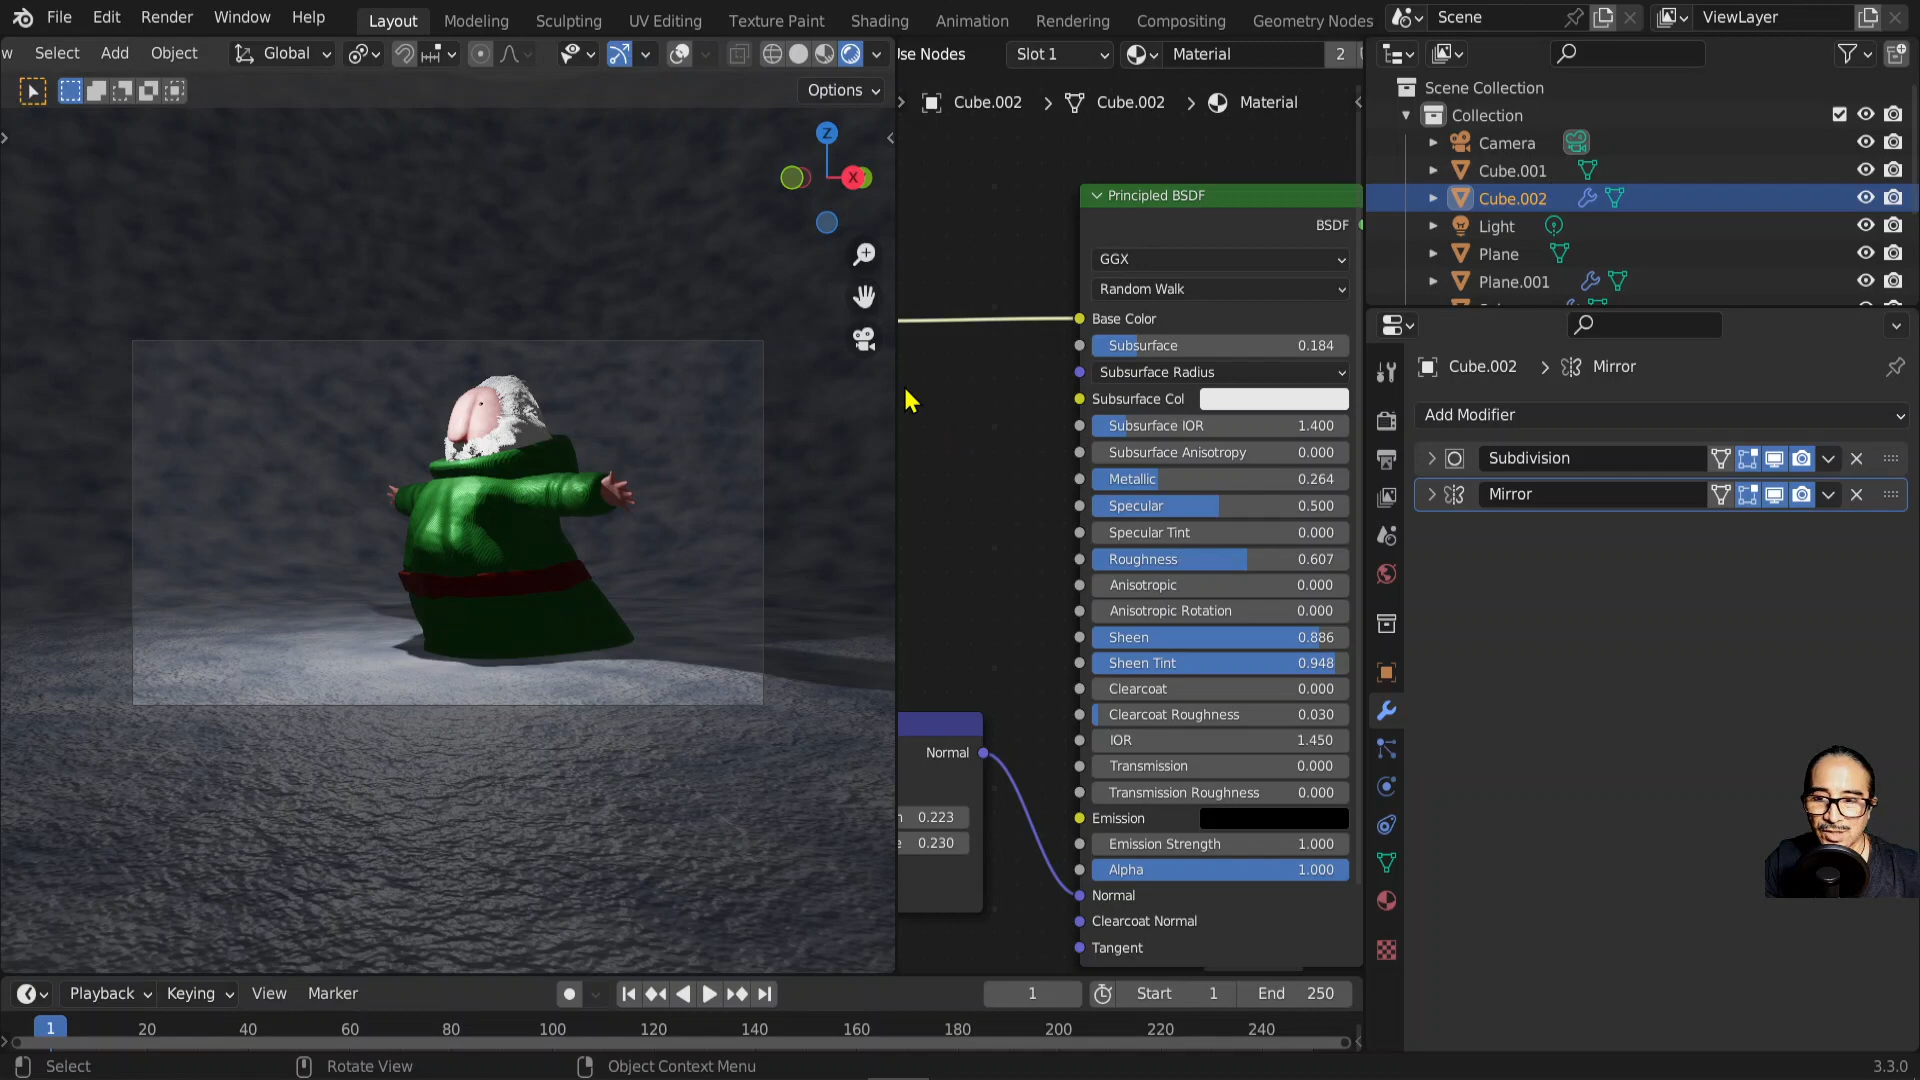 File Edit Render Window Help Layout Modeling Sculpting UV Editing Texture Paint Shading Animation Rendering Compositing Geometry Nodes Scene ViewLayer
w Select Add Object Global Use Nodes Slot 1 Material 2
Options
Cube.002 Cube.002 Material
Z
X
Principled BSDF
BSDF
GGX
Random Walk
Base Color
Subsurface 0.184
Subsurface Radius
Subsurface Col
Subsurface IOR 1.400
Subsurface Anisotropy 0.000
Metallic 0.264
Specular 0.500
Specular Tint 0.000
Roughness 0.607
Anisotropic 0.000
Anisotropic Rotation 0.000
Sheen 0.886
Sheen Tint 0.948
Clearcoat 0.000
Clearcoat Roughness 0.030
IOR 1.450
Transmission 0.000
Transmission Roughness 0.000
Emission
Emission Strength 1.000
Alpha 1.000
Normal
Clearcoat Normal
Tangent
Normal
0.223
0.230
Scene Collection
Collection
Camera
Cube.001
Cube.002
Light
Plane
Plane.001
Cube.002 Mirror
Add Modifier
Subdivision
Mirror
Playback Keying View Marker 1 Start 1 End 250
1 20 40 60 80 100 120 140 160 180 200 220 240
Select Rotate View Object Context Menu 3.3.0